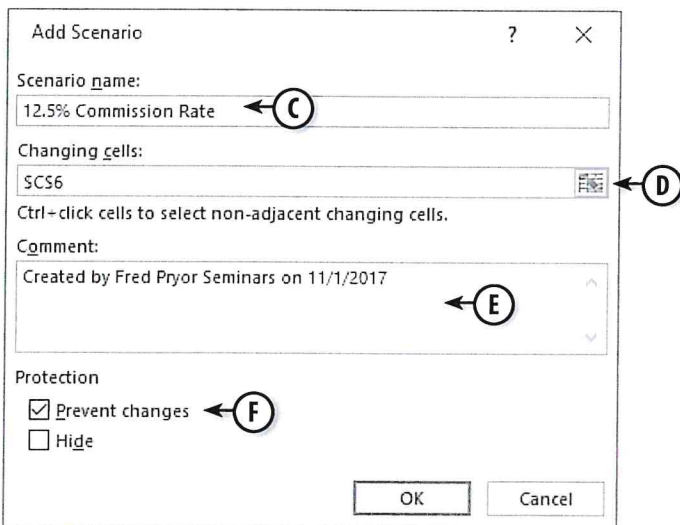 Add Scenario ? ×
Scenario name:
12.5% Commission Rate C
Changing cells:
$C$6 D
Ctrl+click cells to select non-adjacent changing cells.
Comment:
Created by Fred Pryor Seminars on 11/1/2017
E
Protection
Prevent changes F
Hide
OK Cancel